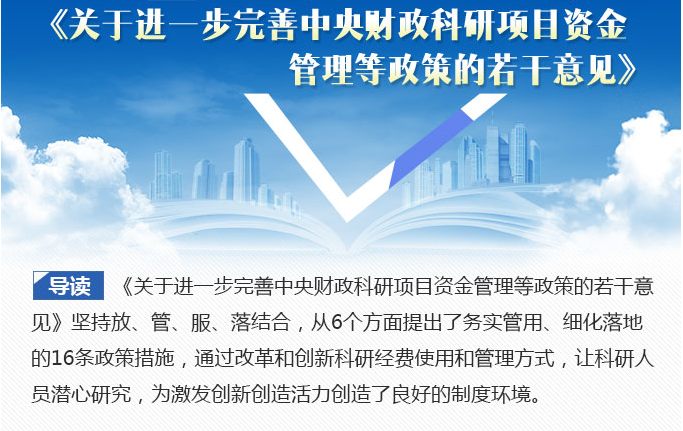 《关于进一步完善中央财政科研项目资金
管理等政策的若干意见》
导读 《关于进一步完善中央财政科研项目资金管理等政策的若干意
见》坚持放、管、服、落结合，从6个方面提出了务实管用、细化落地
的16条政策措施，通过改革和创新科研经费使用和管理方式，让科研人
员潜心研究，为激发创新创造活力创造了良好的制度环境。